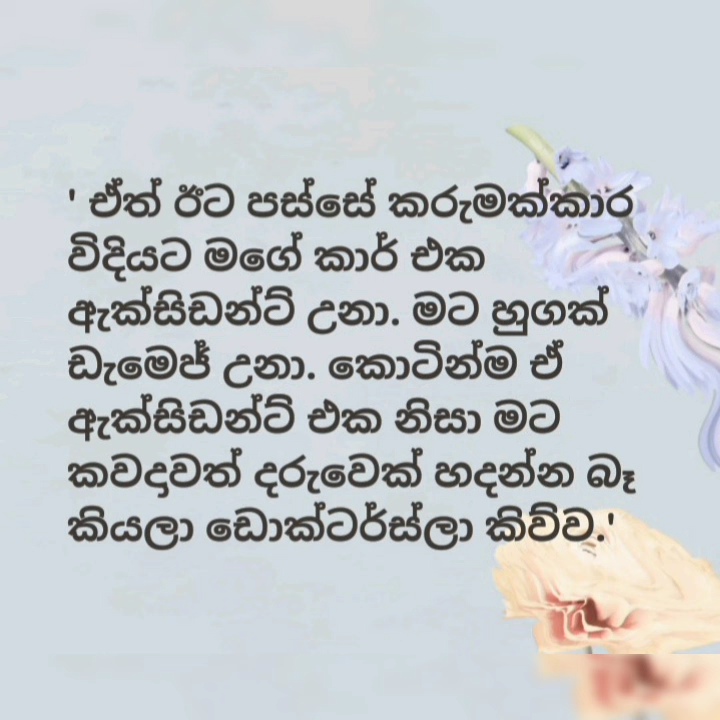 ' ඒත් ඊට පස්සේ කරුමක්කාර
විදියට මගේ කාර් එක
ඇක්සිඩන්ට් උනා. මට හුගක්
ඩැමෙජ් උනා. කොටින්ම ඒ
ඇක්සිඩන්ට් එක නිසා මට
කවදාවත් දරුවෙක් හදන්න බෑ
කියලා ඩොක්ටර්ස්ලා කිව්ව.'